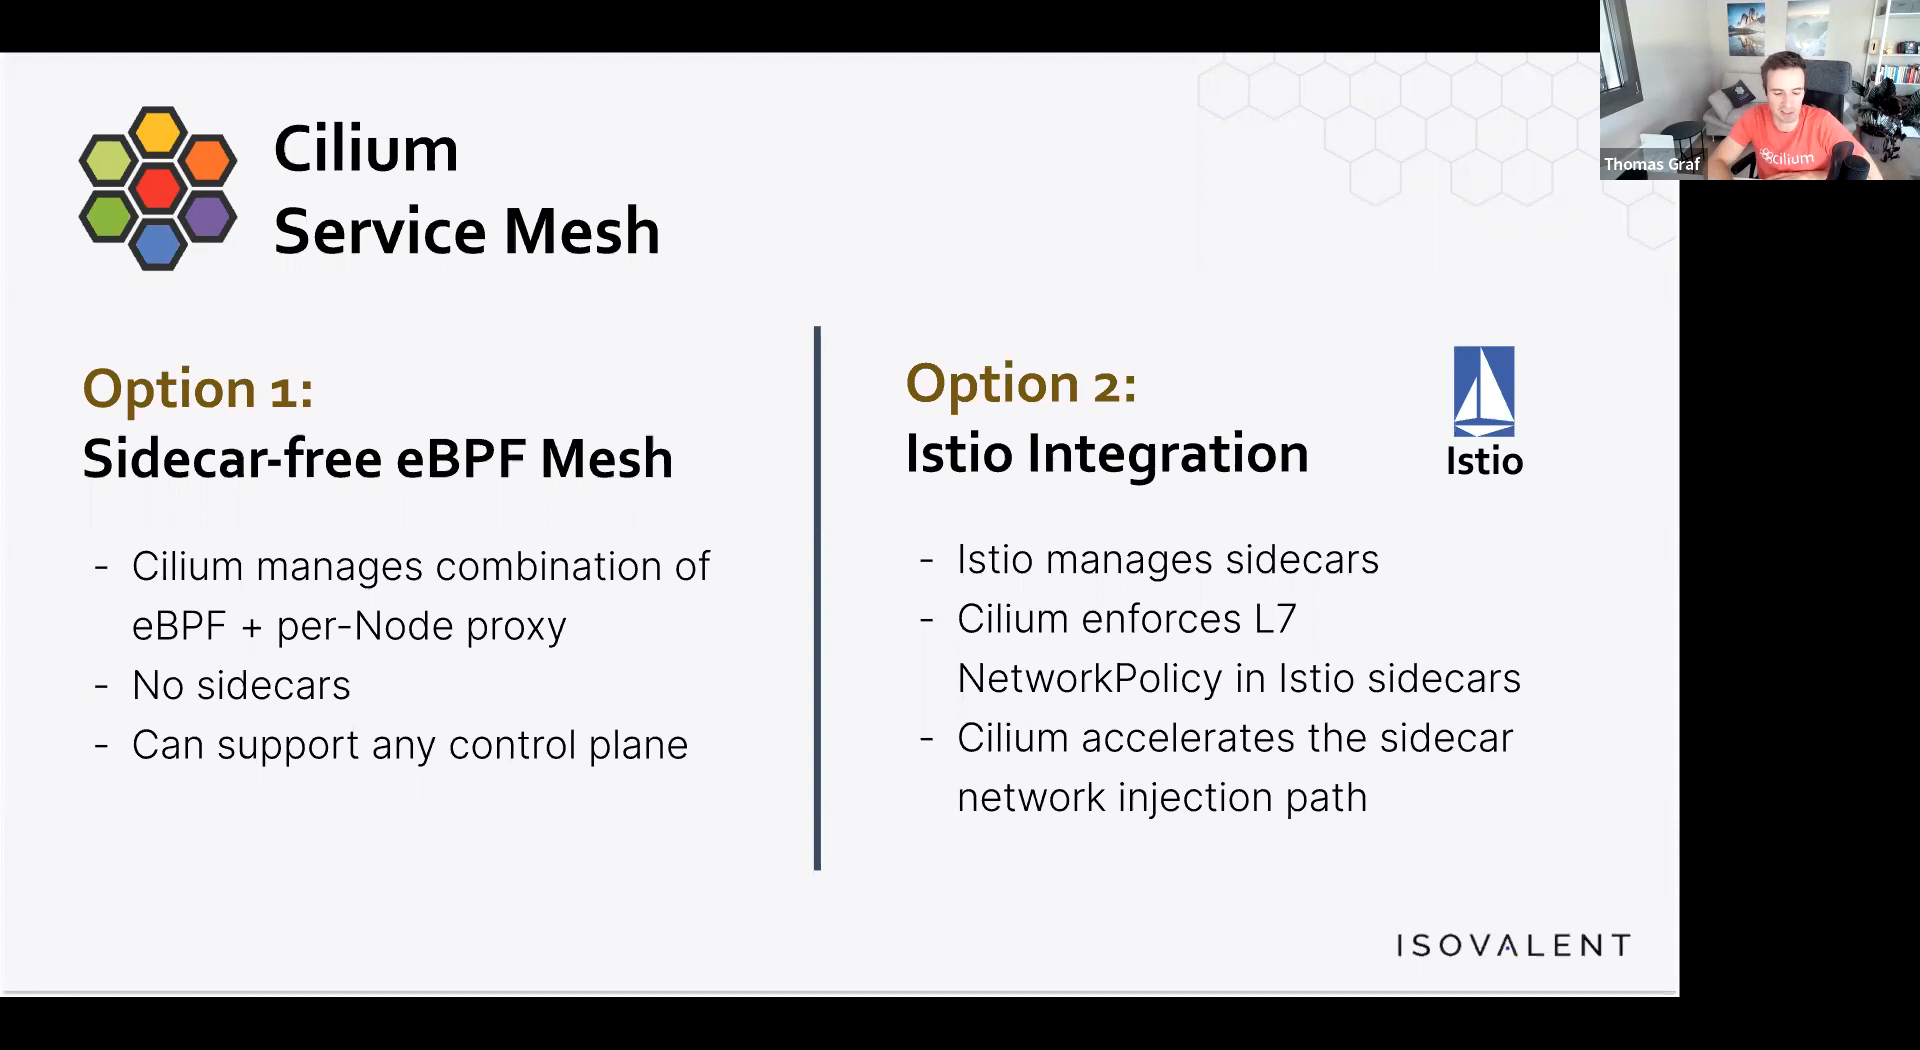 Cilium
Service Mesh
Option 1:
Sidecar-free eBPF Mesh
- Cilium manages combination of
eBPF + per-Node proxy
- No sidecars
- Can support any control plane
Option 2:
Istio Integration
Istio
- Istio manages sidecars
- Cilium enforces L7
NetworkPolicy in Istio sidecars
- Cilium accelerates the sidecar
network injection path
ISOVALENT
Thomas Graf
cilium